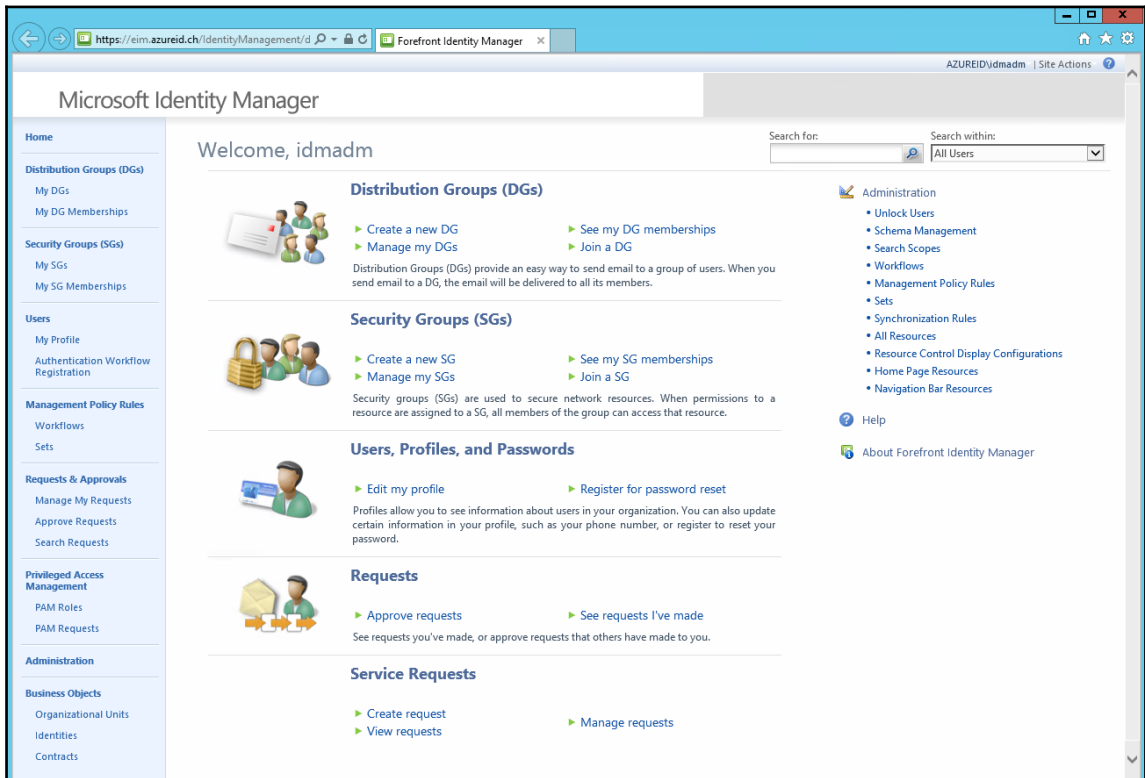 https://eim.azureid.ch/IdentityManagement/d
Forefront Identity Manager
AZUREID\idmadm | Site Actions
Microsoft Identity Manager
Home
Distribution Groups (DGs)
My DGs
My DG Memberships
Security Groups (SGs)
My SGs
My SG Memberships
Users
My Profile
Authentication Workflow
Registration
Management Policy Rules
Workflows
Sets
Requests & Approvals
Manage My Requests
Approve Requests
Search Requests
Privileged Access
Management
PAM Roles
PAM Requests
Administration
Business Objects
Organizational Units
Identities
Contracts
Welcome, idmadm
Search for:
Search within:
All Users
Distribution Groups (DGs)
Create a new DG
See my DG memberships
Manage my DGs
Join a DG
Distribution Groups (DGs) provide an easy way to send email to a group of users. When you
send email to a DG, the email will be delivered to all its members.
Security Groups (SGs)
Create a new SG
See my SG memberships
Manage my SGs
Join a SG
Security groups (SGs) are used to secure network resources. When permissions to a
resource are assigned to a SG, all members of the group can access that resource.
Users, Profiles, and Passwords
Edit my profile
Register for password reset
Profiles allow you to see information about users in your organization. You can also update
certain information in your profile, such as your phone number, or register to reset your
password.
Requests
Approve requests
See requests I've made
See requests you've made, or approve requests that others have made to you.
Service Requests
Create request
Manage requests
View requests
Administration
• Unlock Users
• Schema Management
• Search Scopes
• Workflows
• Management Policy Rules
• Sets
• Synchronization Rules
• All Resources
• Resource Control Display Configurations
• Home Page Resources
• Navigation Bar Resources
Help
About Forefront Identity Manager